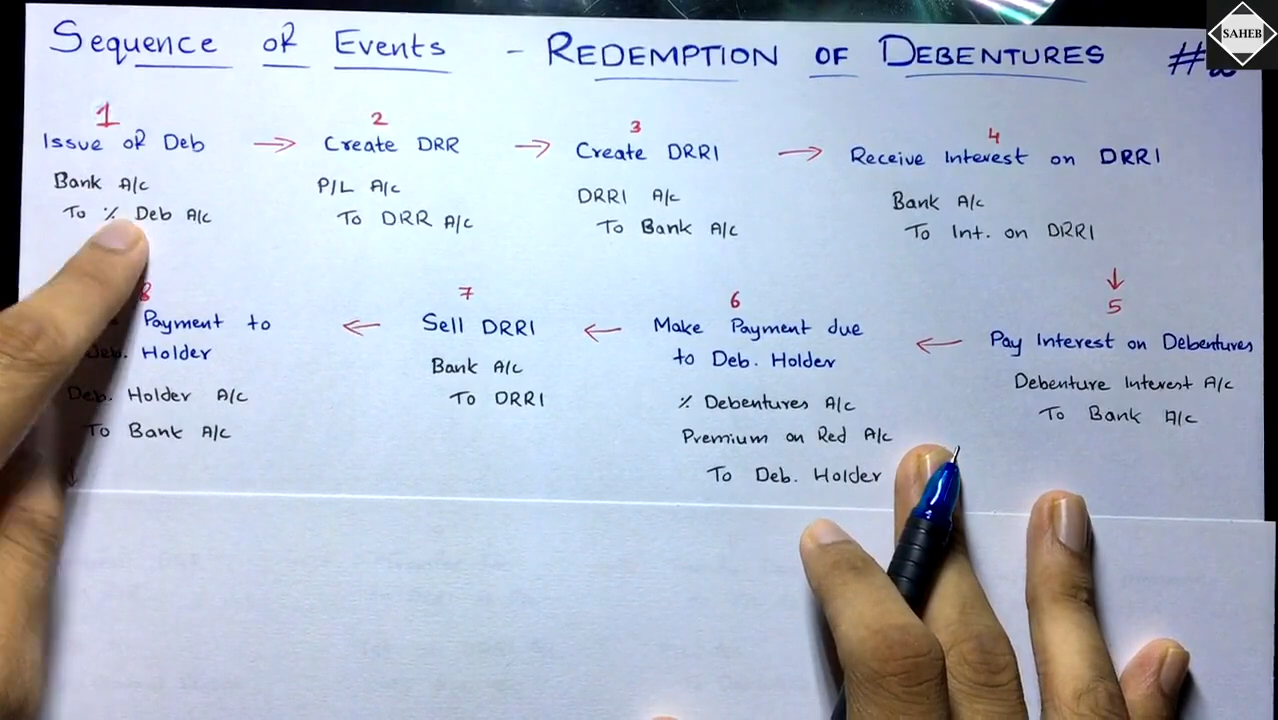 Sequence of Events - REDEMPTION OF DEBENTURES #
SAHEB
1
Issue of Deb →
Bank A/c
To % Deb A/c
2
Create DRR →
P/L A/c
To DRR A/c
3
Create DRRI →
DRRI A/c
To Bank A/c
4
Receive Interest on DRRI
Bank A/c
To Int. on DRRI
↓
5
Pay Interest on Debentures
Debenture Interest A/c
To Bank A/c
←
6
Make Payment due
to Deb. Holder
% Debentures A/c
Premium on Red A/c
To Deb. Holder
←
7
Sell DRRI
Bank A/c
To DRRI
←
8
Payment to
Deb. Holder
Deb. Holder A/c
To Bank A/c